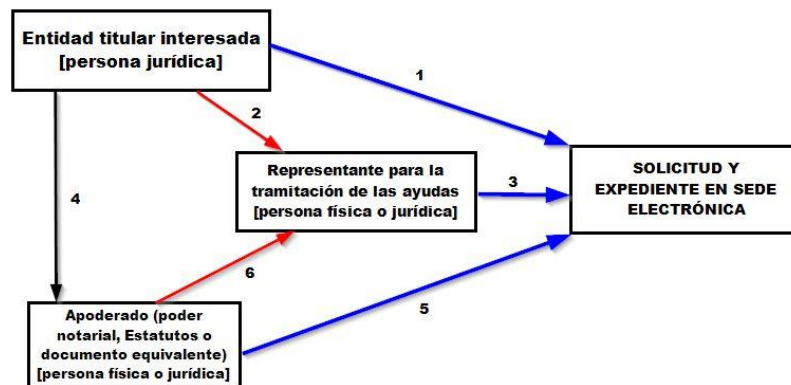 Entidad titular interesada
[persona jurídica]
1
2
Representante para la
tramitación de las ayudas
[persona física o jurídica]
3
SOLICITUD Y
EXPEDIENTE EN SEDE
ELECTRÓNICA
4
6
5
Apoderado (poder
notarial, Estatutos o
documento equivalente)
[persona física o jurídica]